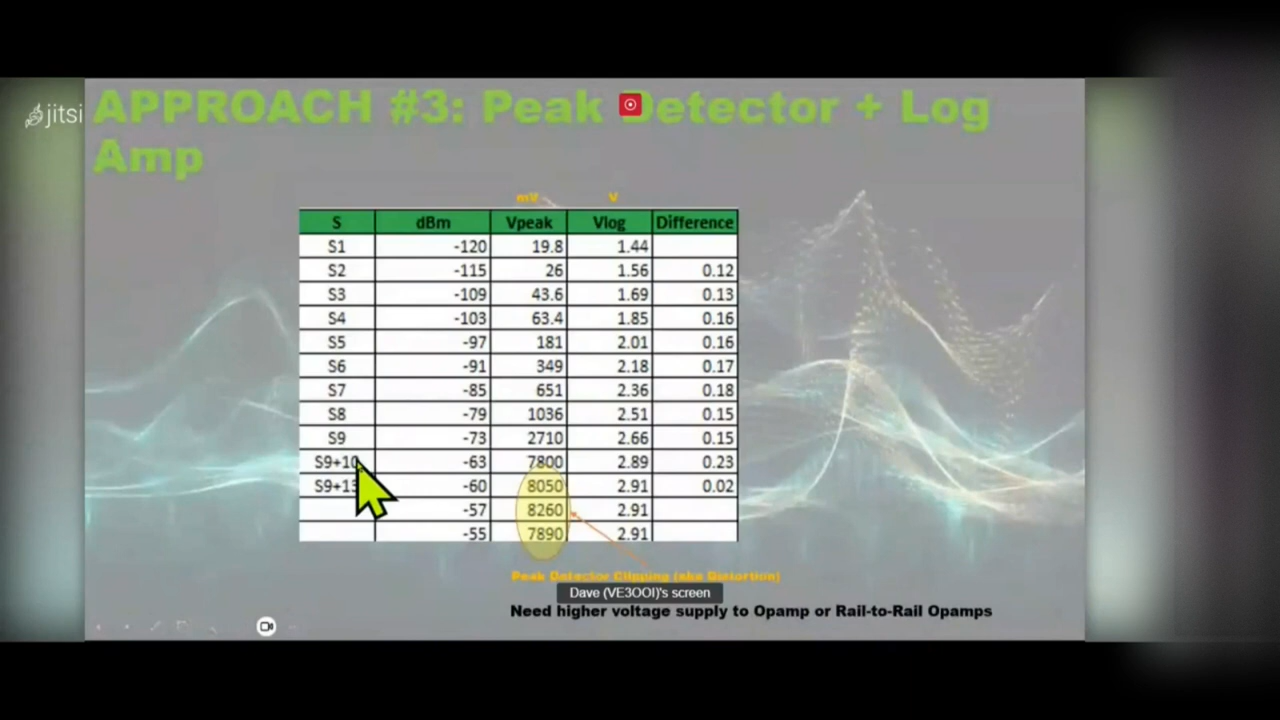 jitsi
APPROACH #3: Peak Detector + Log
Amp
mV V
S dBm Vpeak Vlog Difference
S1 -120 19.8 1.44
S2 -115 26 1.56 0.12
S3 -109 43.6 1.69 0.13
S4 -103 63.4 1.85 0.16
S5 -97 181 2.01 0.16
S6 -91 349 2.18 0.17
S7 -85 651 2.36 0.18
S8 -79 1036 2.51 0.15
S9 -73 2710 2.66 0.15
S9+10 -63 7800 2.89 0.23
S9+13 -60 8050 2.91 0.02
-57 8260 2.91
-55 7890 2.91
Peak Detector Clipping (aka Distortion)
Dave (VE3OOI)'s screen
Need higher voltage supply to Opamp or Rail-to-Rail Opamps